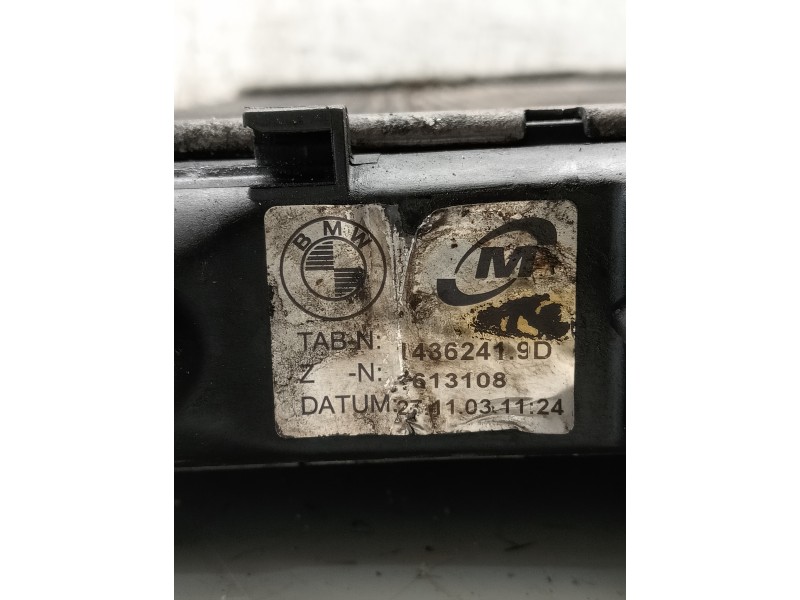 BMW
M
TAB-N: 1436241.9D
Z -N: 613108
DATUM: 27.11.03 11:24